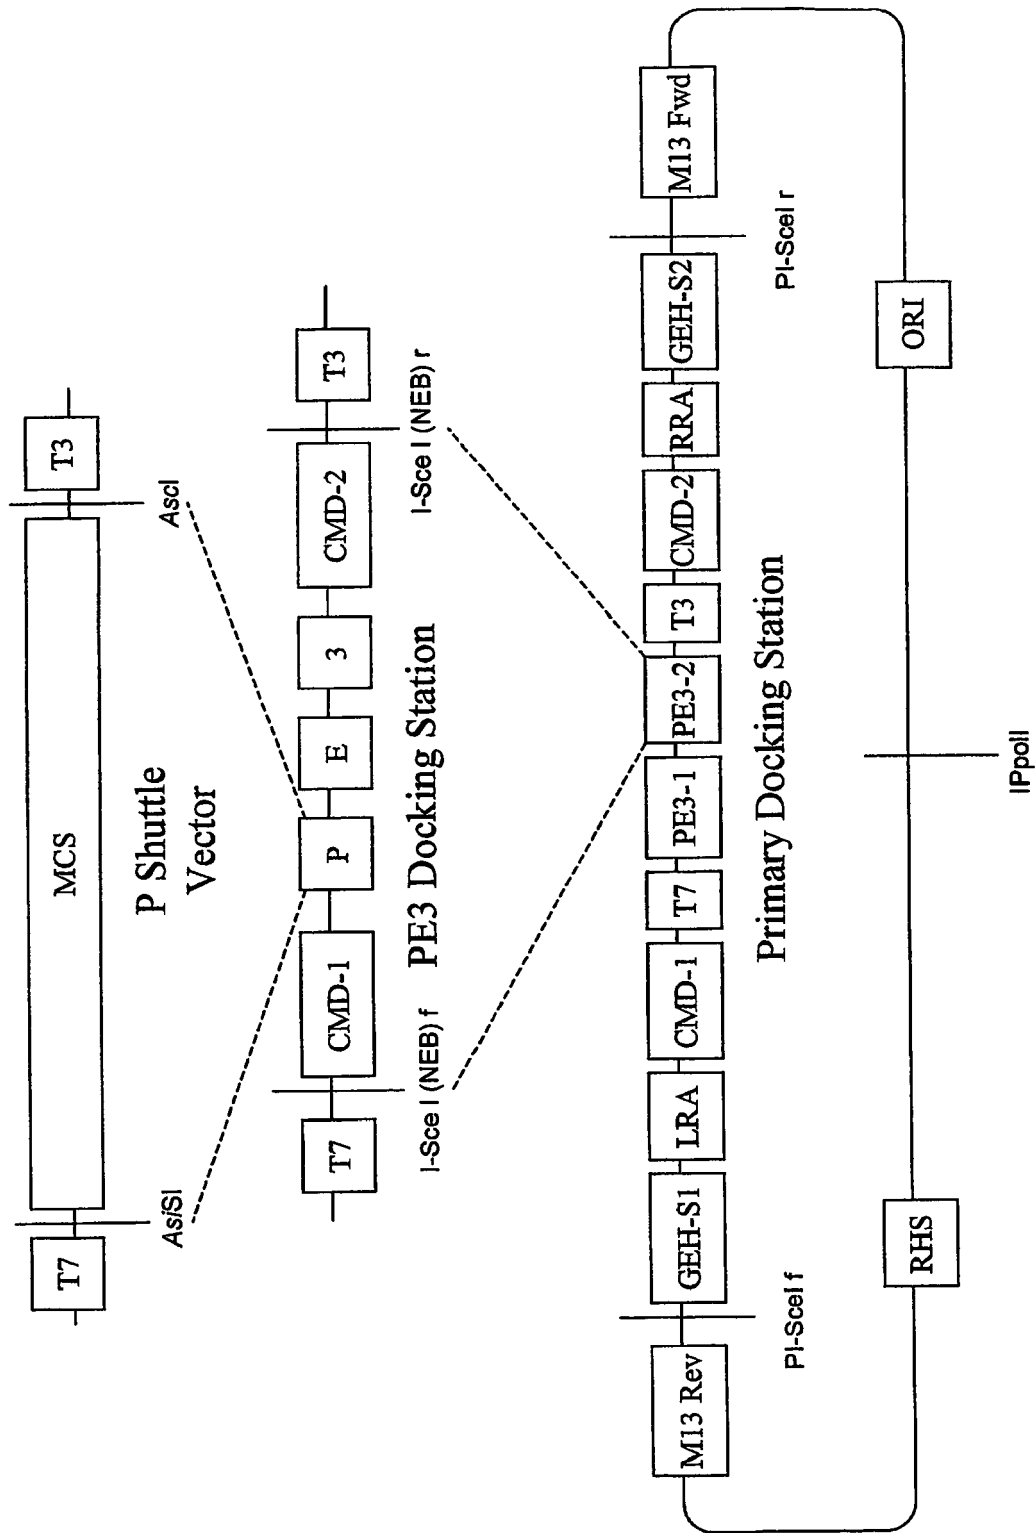 T7
MCS
T3
AsiSI
AscI
P Shuttle
Vector
T7
CMD-1
P
E
3
CMD-2
T3
I-Sce I (NEB) f
I-Sce I (NEB) r
PE3 Docking Station
M13 Rev
GEH-S1
LRA
CMD-1
T7
PE3-1
PE3-2
T3
CMD-2
RRA
GEH-S2
M13 Fwd
PI-SceI f
PI-SceI r
Primary Docking Station
RHS
IPpoII
ORI